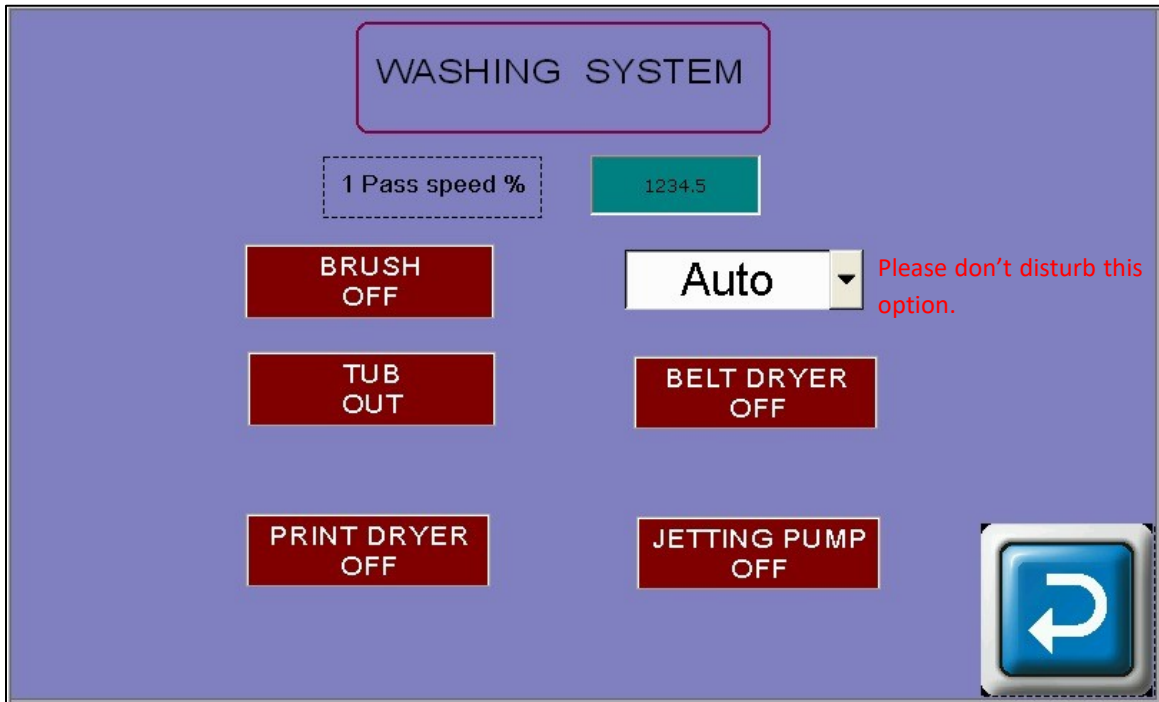 WASHING SYSTEM
1 Pass speed %
1234.5
BRUSH
OFF
Auto
Please don’t disturb this
option.
TUB
OUT
BELT DRYER
OFF
PRINT DRYER
OFF
JETTING PUMP
OFF